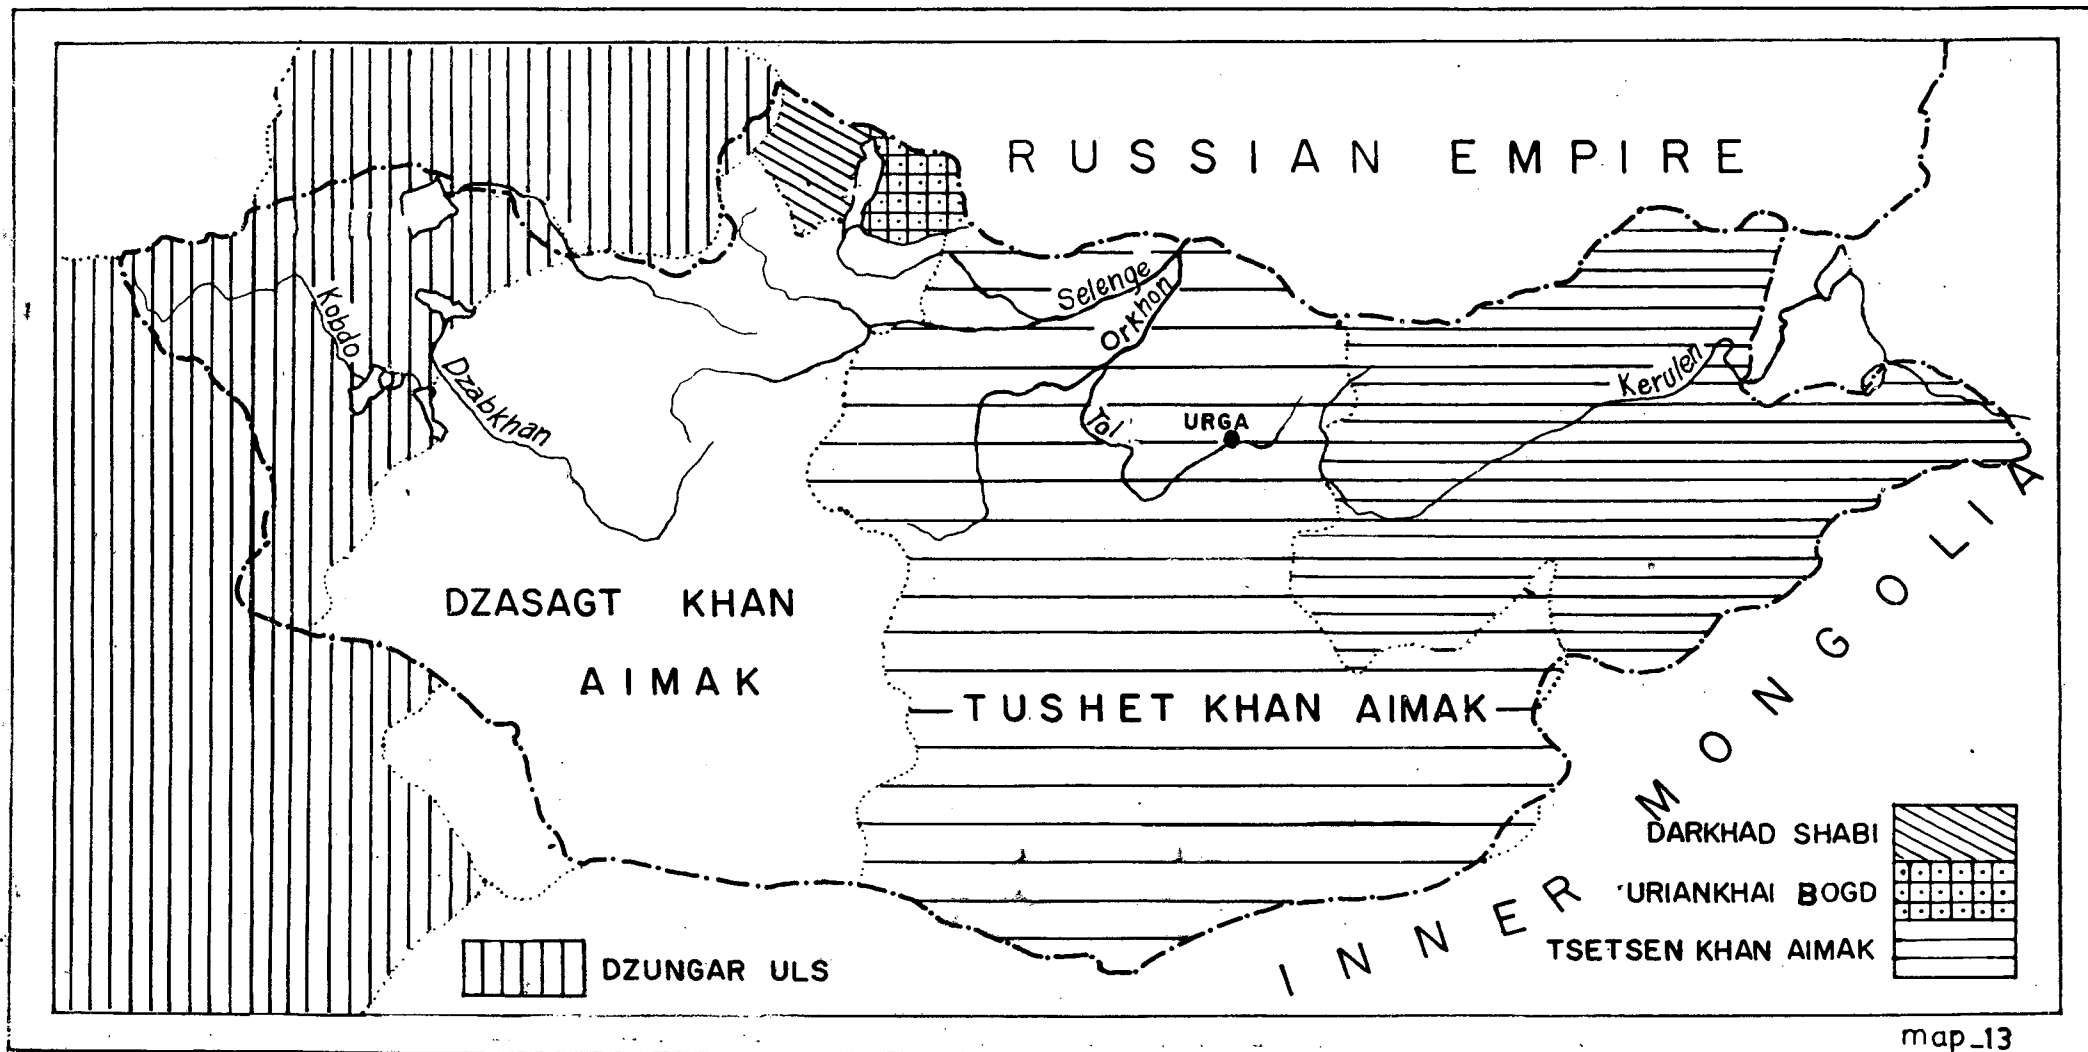 RUSSIAN EMPIRE
Selenge
Orkhon
Kobdo
Dzabkhan
Tol
URGA
Kerulen
DZASAGT KHAN
AIMAK
TUSHET KHAN AIMAK
INNER MONGOLIA
DARKHAD SHABI
URIANKHAI BOGD
TSETSEN KHAN AIMAK
DZUNGAR ULS
map_13